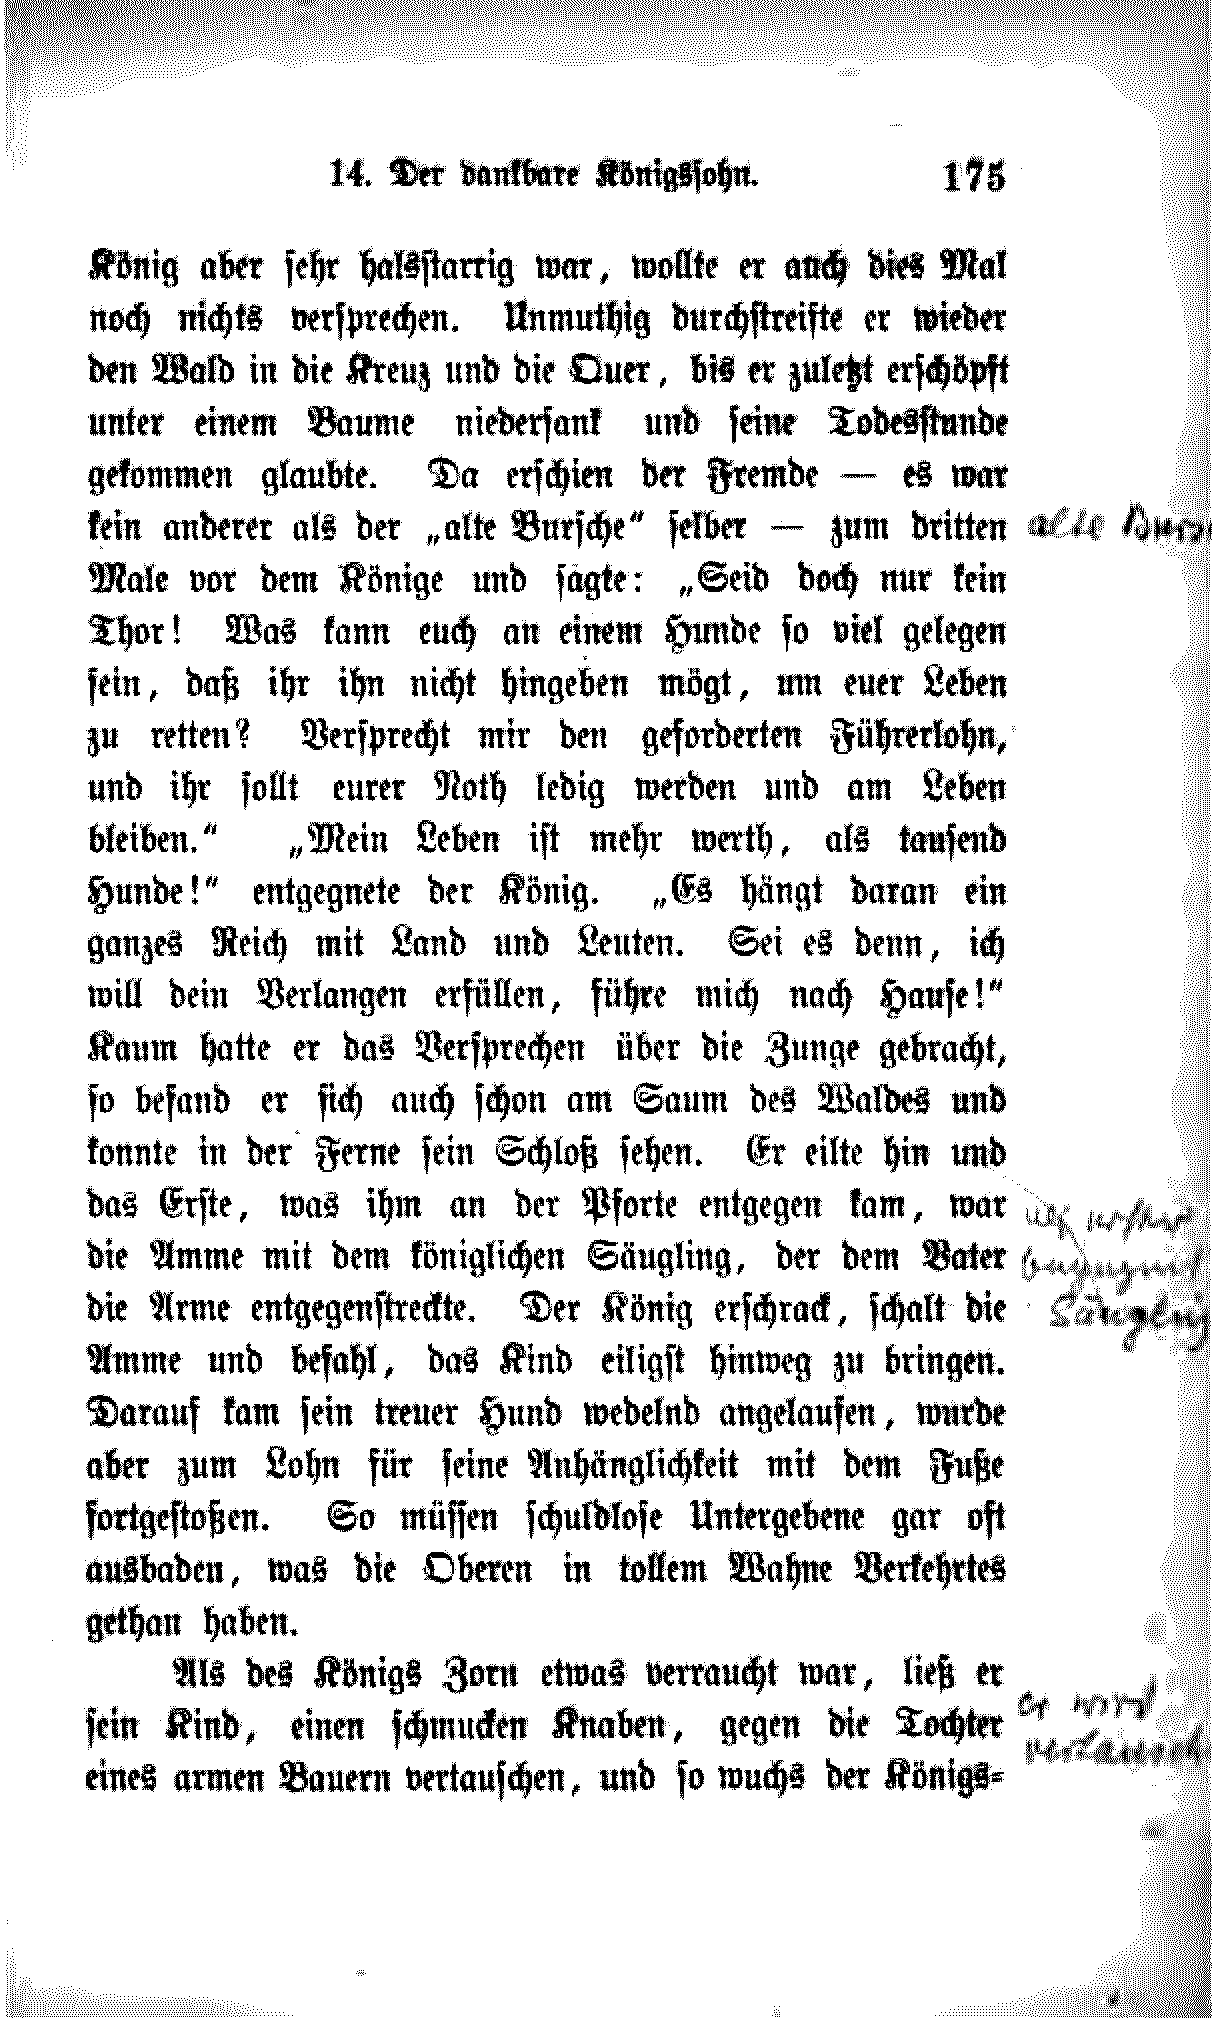 14. Der dankbare Königssohn. 175
König aber sehr halsstarrig war, wollte er auch dies Mal
noch nichts versprechen. Unmuthig durchstreifte er wieder
den Wald in die Kreuz und die Quer, bis er zuletzt erschöpft
unter einem Baume niedersank und seine Todesstunde
gekommen glaubte. Da erschien der Fremde — es war
kein anderer als der „alte Bursche“ selber — zum dritten
alte
Male vor dem Könige und sagte: „Seid doch nur kein
Thor! Was kann euch an einem Hunde so viel gelegen
sein, daß ihr ihn nicht hingeben mögt, um euer Leben
zu retten? Versprecht mir den geforderten Führerlohn,
und ihr sollt eurer Noth ledig werden und am Leben
bleiben.“ „Mein Leben ist mehr werth, als tausend
Hunde!“ entgegnete der König. „Es hängt daran ein
ganzes Reich mit Land und Leuten. Sei es denn, ich
will dein Verlangen erfüllen, führe mich nach Hause!“
Kaum hatte er das Versprechen über die Zunge gebracht,
so befand er sich auch schon am Saum des Waldes und
konnte in der Ferne sein Schloß sehen. Er eilte hin und
das Erste, was ihm an der Pforte entgegen kam, war
die Amme mit dem königlichen Säugling, der dem Vater
die Arme entgegenstreckte. Der König erschrack, schalt die
Säugling
Amme und befahl, das Kind eiligst hinweg zu bringen.
Darauf kam sein treuer Hund wedelnd angelaufen, wurde
aber zum Lohn für seine Anhänglichkeit mit dem Fuße
fortgestoßen. So müssen schuldlose Untergebene gar oft
ausbaden, was die Oberen in tollem Wahne Verkehrtes
gethan haben.
Als des Königs Zorn etwas verraucht war, ließ er
sein Kind, einen schmucken Knaben, gegen die Tochter
er wird
eines armen Bauern vertauschen, und so wuchs der Königs-